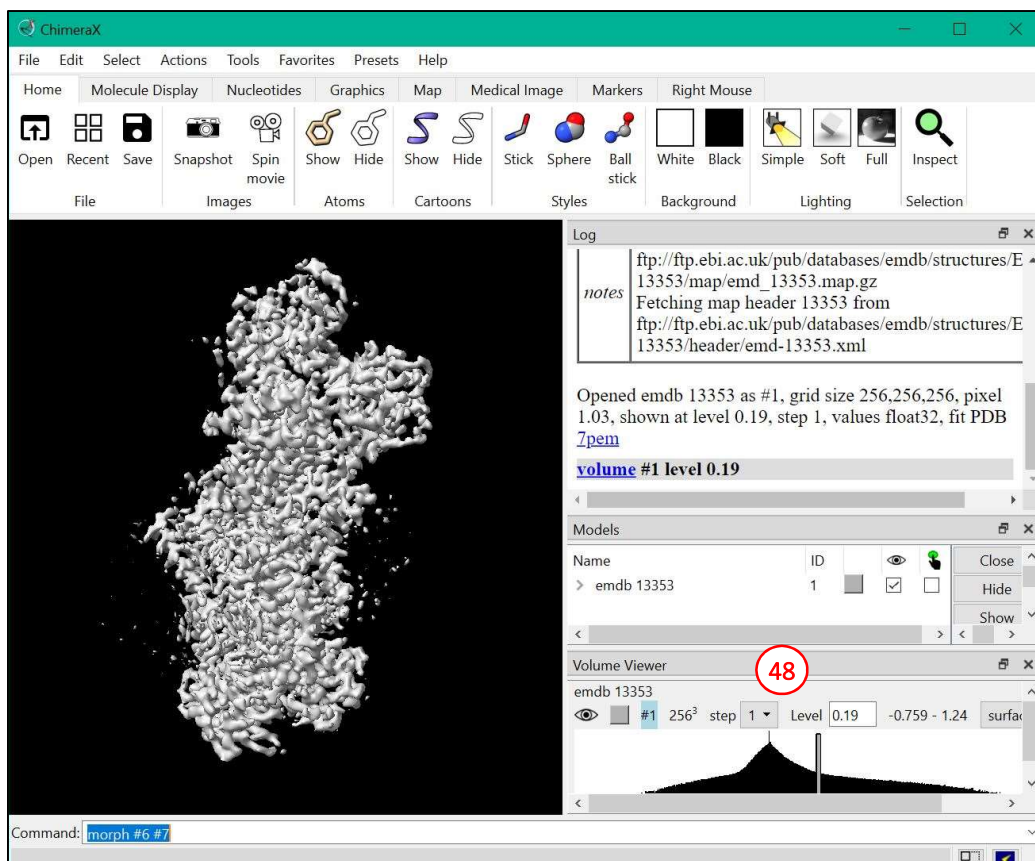 ChimeraX
File Edit Select Actions Tools Favorites Presets Help
Home Molecule Display Nucleotides Graphics Map Medical Image Markers Right Mouse
Open Recent Save Snapshot Spin movie Show Hide Show Hide Stick Sphere Ball stick White Black Simple Soft Full Inspect
File Images Atoms Cartoons Styles Background Lighting Selection
Log
notes
ftp://ftp.ebi.ac.uk/pub/databases/emdb/structures/E
13353/map/emd_13353.map.gz
Fetching map header 13353 from
ftp://ftp.ebi.ac.uk/pub/databases/emdb/structures/E
13353/header/emd-13353.xml
Opened emdb 13353 as #1, grid size 256,256,256, pixel
1.03, shown at level 0.19, step 1, values float32, fit PDB
7pem
volume #1 level 0.19
Models
Name ID Close
emdb 13353 1 Hide
Show
Volume Viewer 48
emdb 13353
#1 256³ step 1 Level 0.19 -0.759 - 1.24 surfac
Command: morph #6 #7